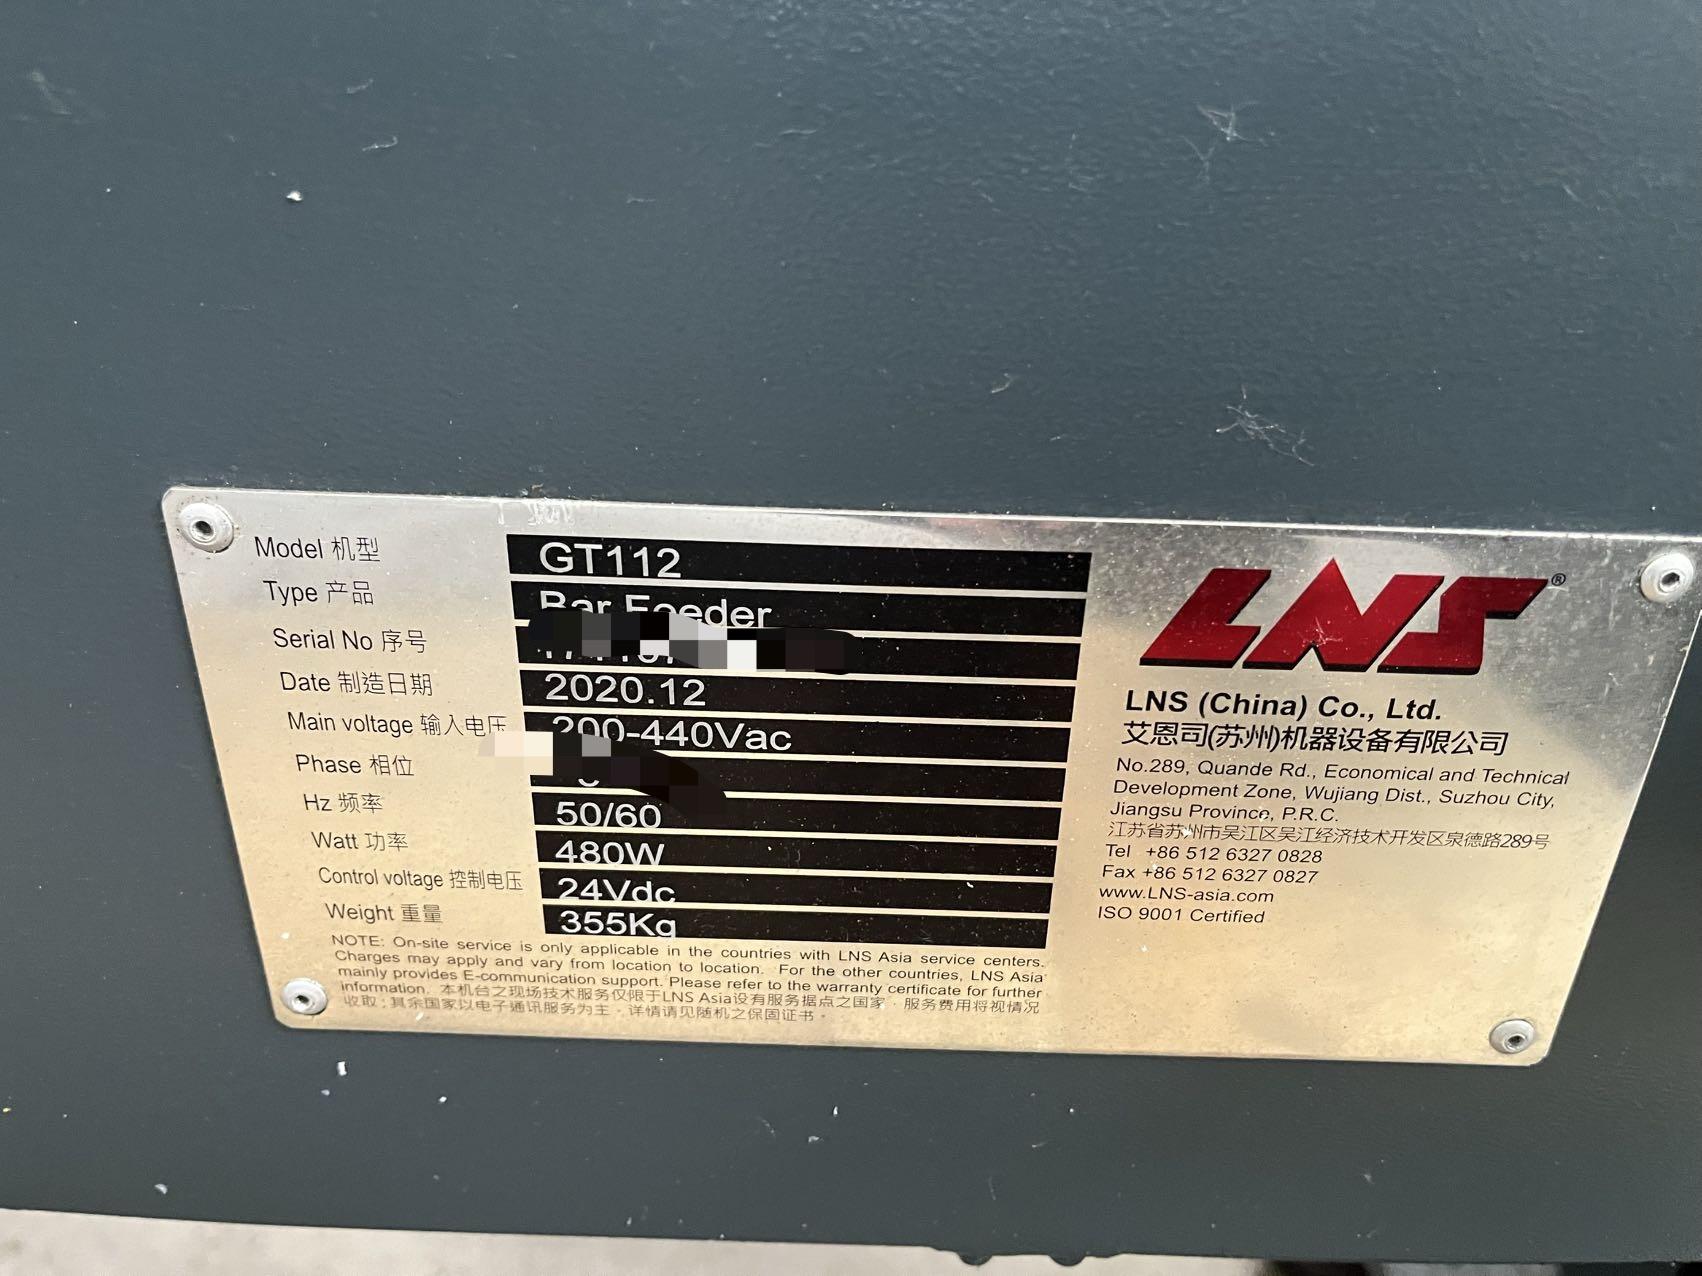 Model 机型 GT112
Type 产品 Bar Feeder
Serial No 序号
Date 制造日期 2020.12
Main voltage 输入电压 200-440Vac
Phase 相位
Hz 频率 50/60
Watt 功率 480W
Control voltage 控制电压 24Vdc
Weight 重量 355Kg
NOTE: On-site service is only applicable in the countries with LNS Asia service centers.
Charges may apply and vary from location to location. For the other countries, LNS Asia
mainly provides E-communication support. Please refer to the warranty certificate for further
information. 本机台之现场技术服务仅限于LNS Asia设有服务据点之国家，服务费用将视情况
收取；其余国家以电子通讯服务为主，详情请见随机之保固证书。
LNS®
LNS (China) Co., Ltd.
艾恩司(苏州)机器设备有限公司
No.289, Quande Rd., Economical and Technical
Development Zone, Wujiang Dist., Suzhou City,
Jiangsu Province, P.R.C.
江苏省苏州市吴江区吴江经济技术开发区泉德路289号
Tel +86 512 6327 0828
Fax +86 512 6327 0827
www.LNS-asia.com
ISO 9001 Certified